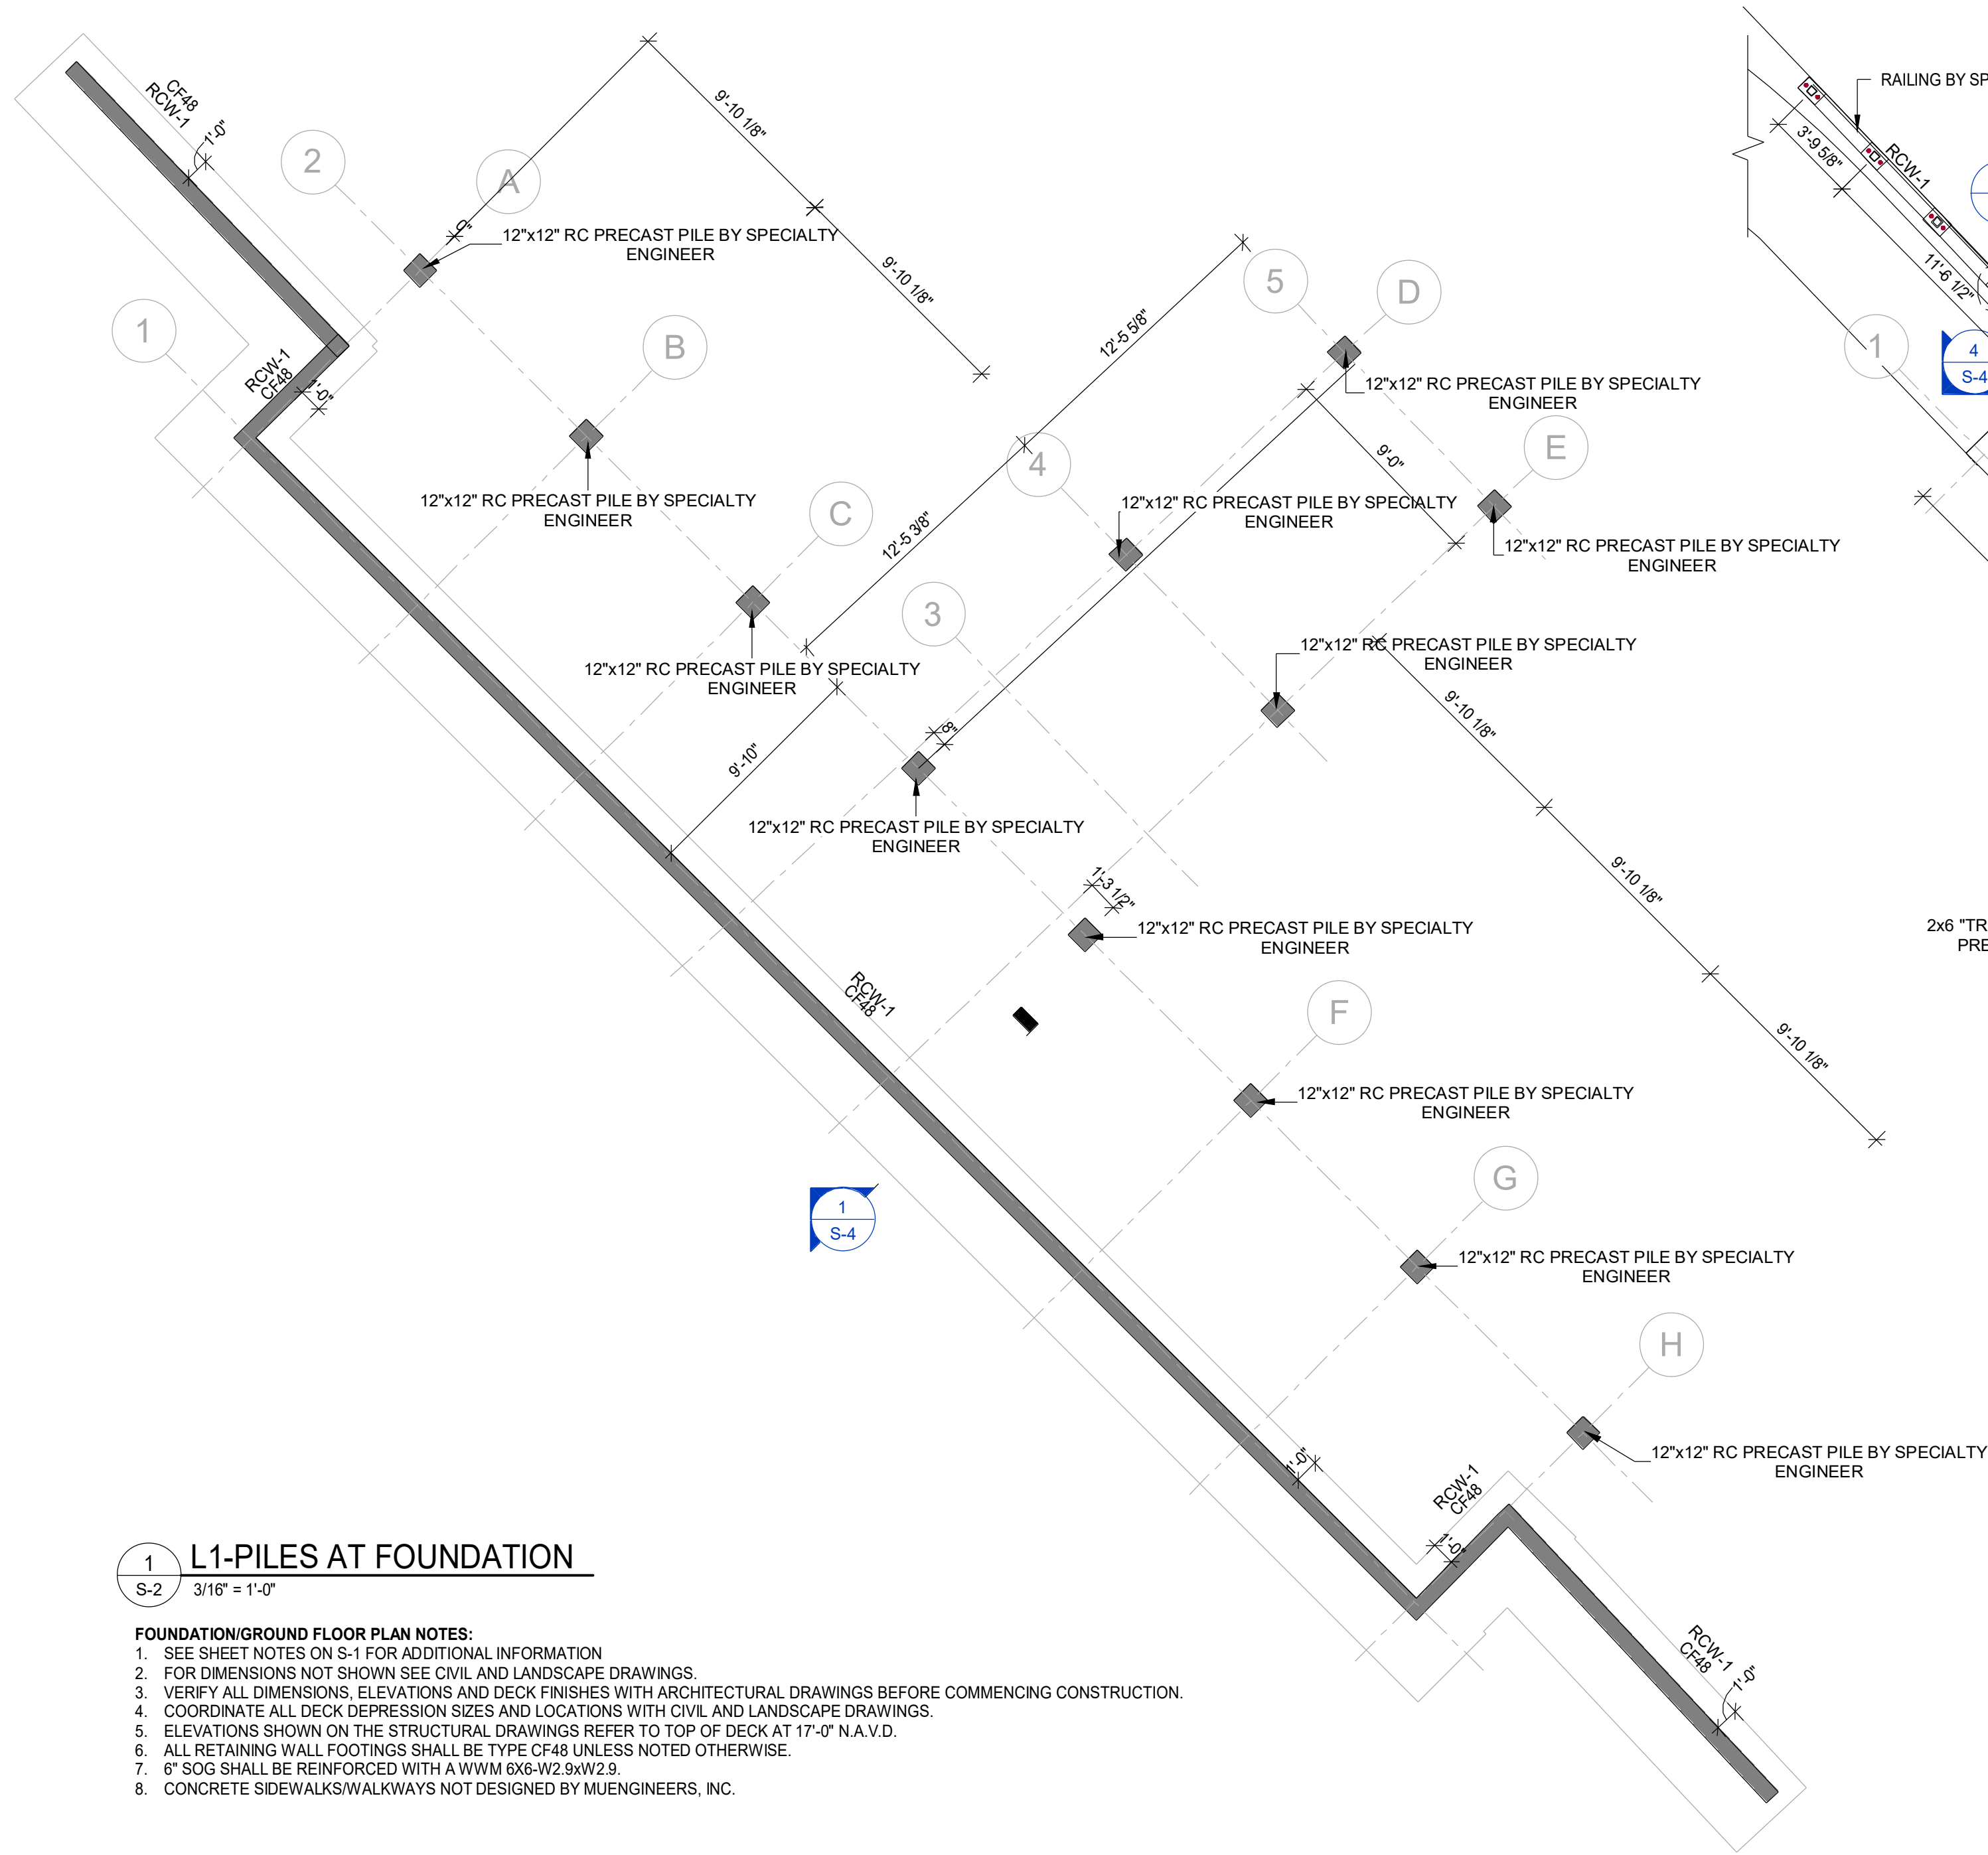 CF48
RCW-1
1'-0"
2
A
0"
12"x12" RC PRECAST PILE BY SPECIALTY
ENGINEER
9'-10 1/8"
9'-10 1/8"
RAILING BY SP
3'-9 5/8"
RCW-1
11'-6 1/2"
1
4
S-4
1
RCW-1
CF48
1'-0"
B
12"x12" RC PRECAST PILE BY SPECIALTY
ENGINEER
C
12'-5 5/8"
12'-5 3/8"
5
D
12"x12" RC PRECAST PILE BY SPECIALTY
ENGINEER
9'-0"
E
12"x12" RC PRECAST PILE BY SPECIALTY
ENGINEER
4
12"x12" RC PRECAST PILE BY SPECIALTY
ENGINEER
3
12"x12" RC PRECAST PILE BY SPECIALTY
ENGINEER
12"x12" RC PRECAST PILE BY SPECIALTY
ENGINEER
9'-10"
8"
12"x12" RC PRECAST PILE BY SPECIALTY
ENGINEER
9'-10 1/8"
9'-10 1/8"
9'-10 1/8"
1'-3 1/2"
12"x12" RC PRECAST PILE BY SPECIALTY
ENGINEER
2x6 "TR
PRE
RCW-1
CF48
F
12"x12" RC PRECAST PILE BY SPECIALTY
ENGINEER
1
S-4
G
12"x12" RC PRECAST PILE BY SPECIALTY
ENGINEER
H
12"x12" RC PRECAST PILE BY SPECIALTY
ENGINEER
1'-0"
RCW-1
CF48
1'-0"
RCW-1
CF48
1'-0"
1
S-2
L1-PILES AT FOUNDATION
3/16" = 1'-0"
FOUNDATION/GROUND FLOOR PLAN NOTES:
1. SEE SHEET NOTES ON S-1 FOR ADDITIONAL INFORMATION
2. FOR DIMENSIONS NOT SHOWN SEE CIVIL AND LANDSCAPE DRAWINGS.
3. VERIFY ALL DIMENSIONS, ELEVATIONS AND DECK FINISHES WITH ARCHITECTURAL DRAWINGS BEFORE COMMENCING CONSTRUCTION.
4. COORDINATE ALL DECK DEPRESSION SIZES AND LOCATIONS WITH CIVIL AND LANDSCAPE DRAWINGS.
5. ELEVATIONS SHOWN ON THE STRUCTURAL DRAWINGS REFER TO TOP OF DECK AT 17'-0" N.A.V.D.
6. ALL RETAINING WALL FOOTINGS SHALL BE TYPE CF48 UNLESS NOTED OTHERWISE.
7. 6" SOG SHALL BE REINFORCED WITH A WWM 6X6-W2.9xW2.9.
8. CONCRETE SIDEWALKS/WALKWAYS NOT DESIGNED BY MUENGINEERS, INC.